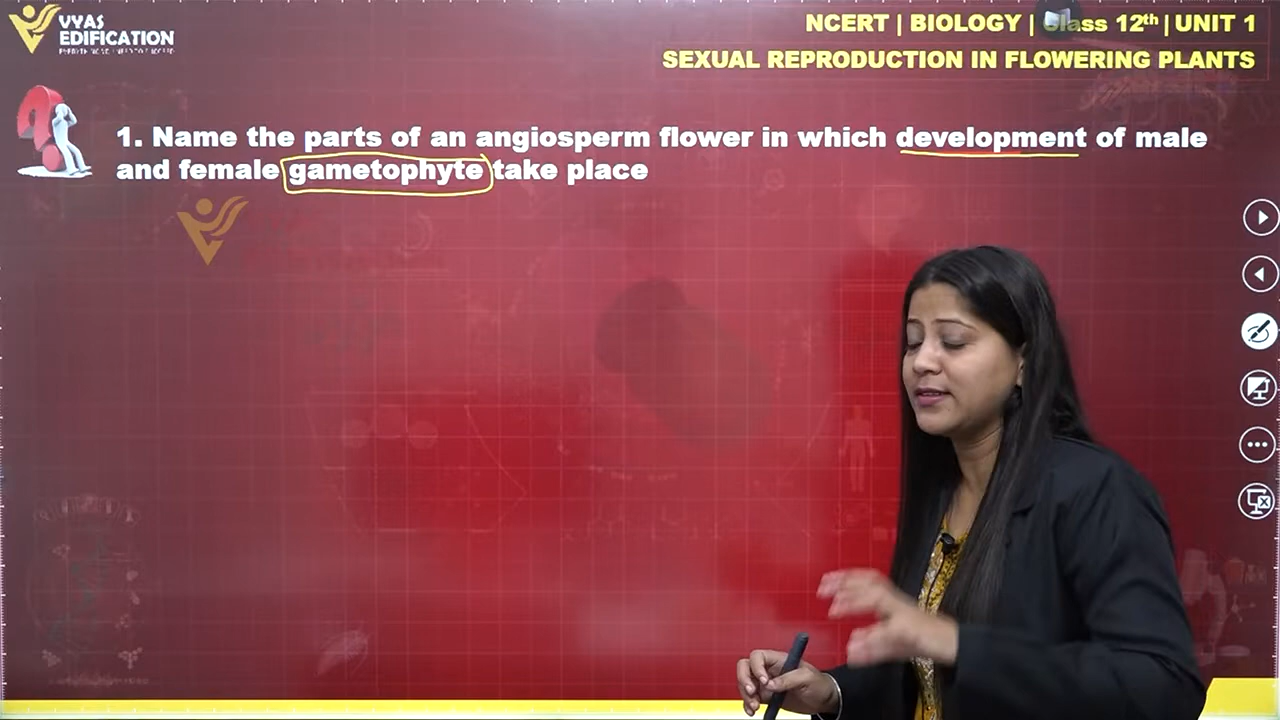 VYAS
EDIFICATION
NCERT | BIOLOGY | Class 12th | UNIT 1
SEXUAL REPRODUCTION IN FLOWERING PLANTS
1. Name the parts of an angiosperm flower in which development of male
and female gametophyte take place